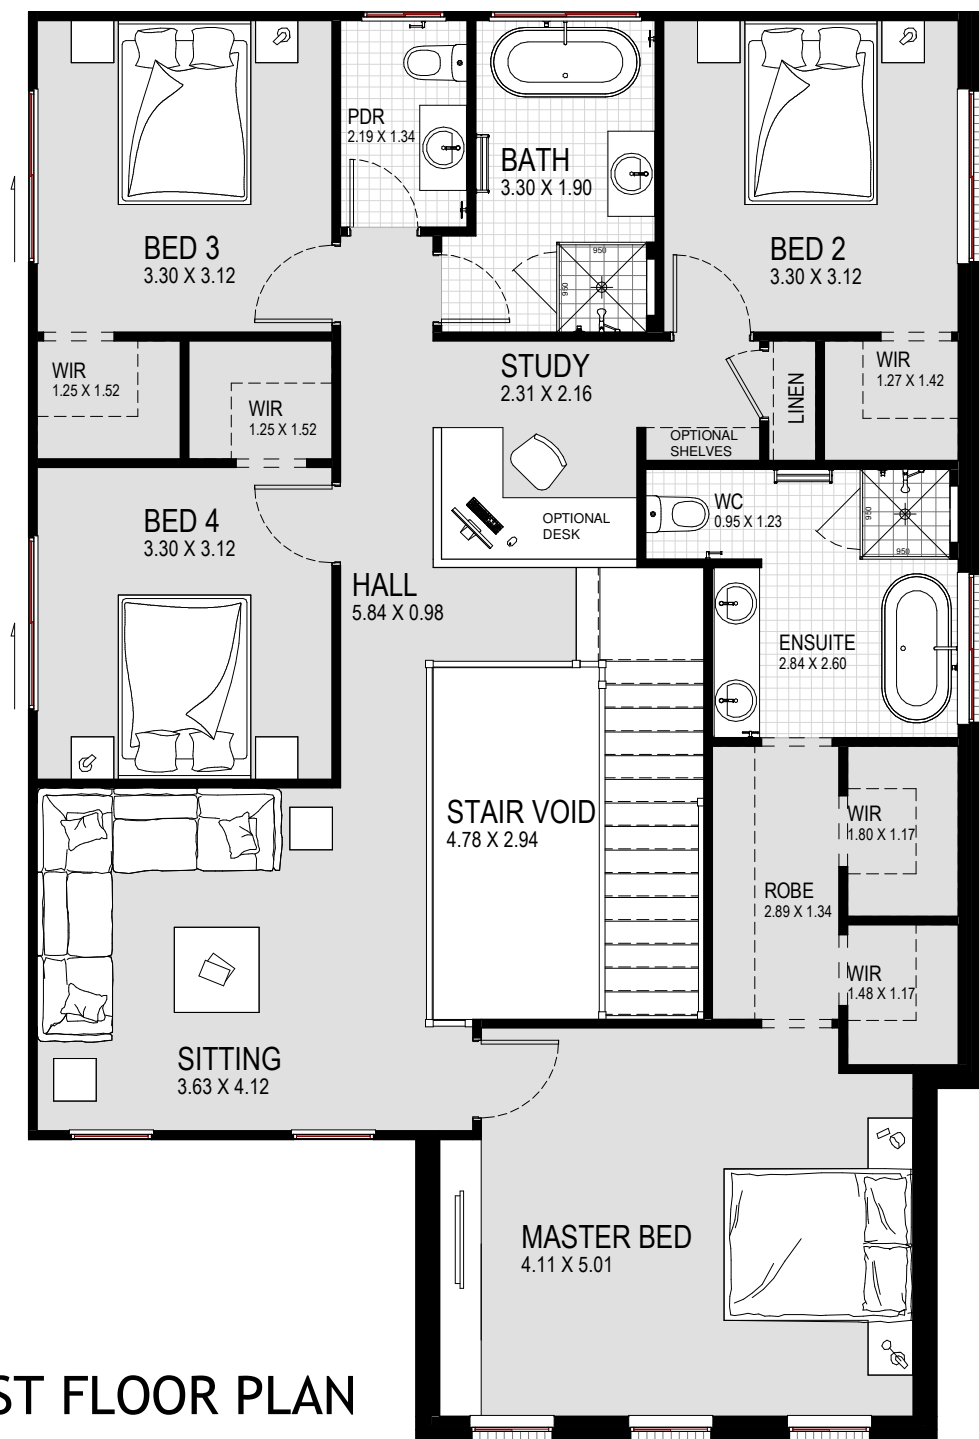 PDR
2.19 X 1.34
BATH
3.30 X 1.90
BED 3
3.30 X 3.12
BED 2
3.30 X 3.12
950
950
WIR
1.25 X 1.52
WIR
1.25 X 1.52
STUDY
2.31 X 2.16
LINEN
WIR
1.27 X 1.42
OPTIONAL
SHELVES
BED 4
3.30 X 3.12
OPTIONAL
DESK
WC
0.95 X 1.23
950
950
HALL
5.84 X 0.98
ENSUITE
2.84 X 2.60
STAIR VOID
4.78 X 2.94
WIR
1.80 X 1.17
ROBE
2.89 X 1.34
WIR
1.48 X 1.17
SITTING
3.63 X 4.12
MASTER BED
4.11 X 5.01
ST FLOOR PLAN